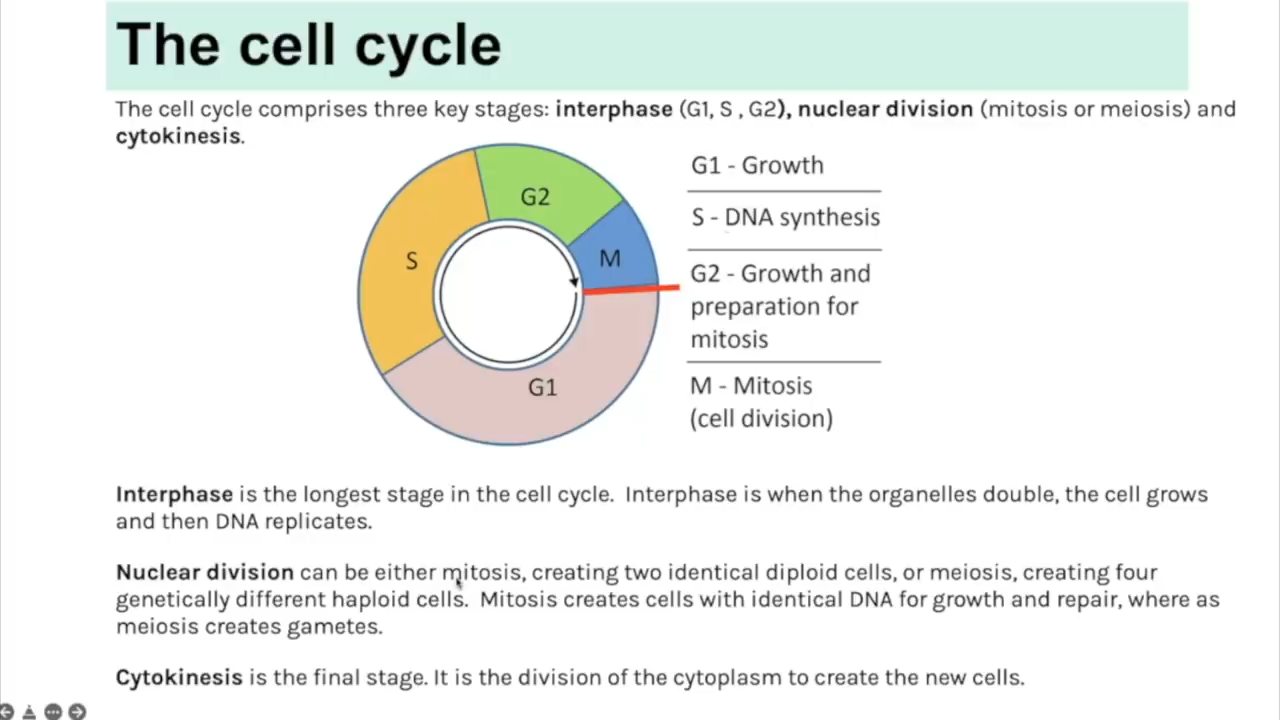 The cell cycle
The cell cycle comprises three key stages: interphase (G1, S , G2), nuclear division (mitosis or meiosis) and
cytokinesis.
G2
S
M
G1
G1 - Growth
S - DNA synthesis
G2 - Growth and
preparation for
mitosis
M - Mitosis
(cell division)
Interphase is the longest stage in the cell cycle.  Interphase is when the organelles double, the cell grows
and then DNA replicates.
Nuclear division can be either mitosis, creating two identical diploid cells, or meiosis, creating four
genetically different haploid cells.  Mitosis creates cells with identical DNA for growth and repair, where as
meiosis creates gametes.
Cytokinesis is the final stage. It is the division of the cytoplasm to create the new cells.